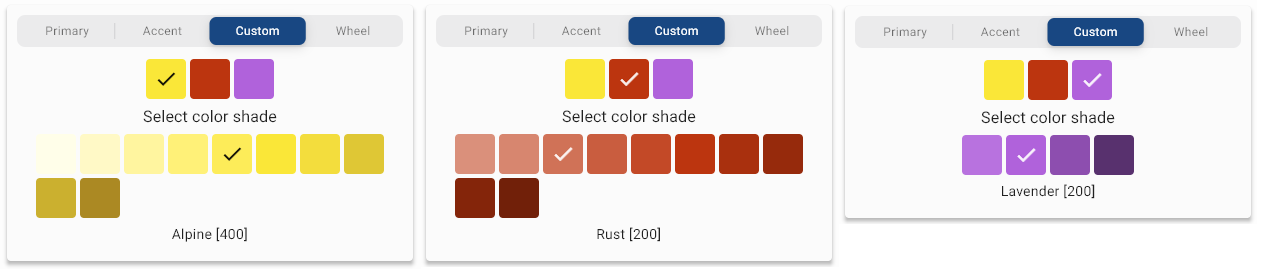 Primary Accent Custom Wheel
Select color shade
Alpine [400]
Primary Accent Custom Wheel
Select color shade
Rust [200]
Primary Accent Custom Wheel
Select color shade
Lavender [200]